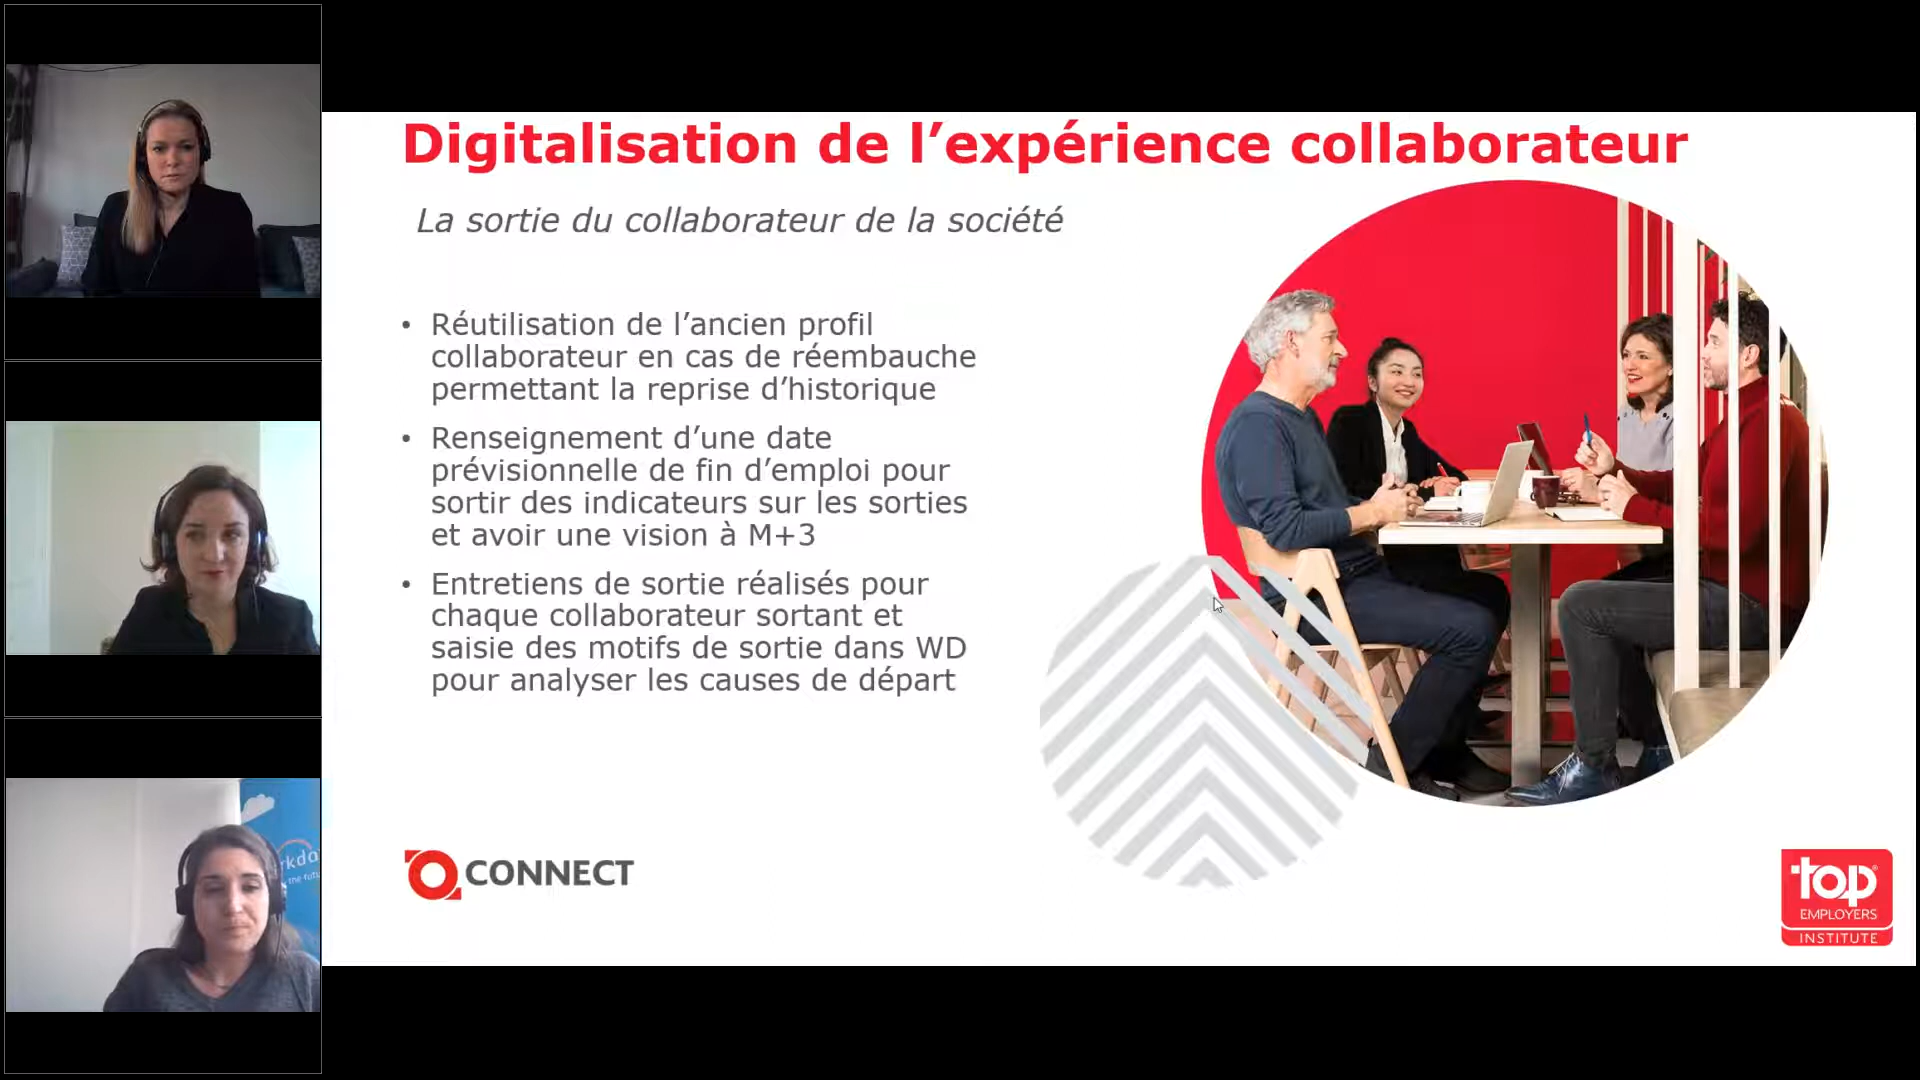 Digitalisation de l’expérience collaborateur
La sortie du collaborateur de la société
• Réutilisation de l’ancien profil
collaborateur en cas de réembauche
permettant la reprise d’historique
• Renseignement d’une date
prévisionnelle de fin d’emploi pour
sortir des indicateurs sur les sorties
et avoir une vision à M+3
• Entretiens de sortie réalisés pour
chaque collaborateur sortant et
saisie des motifs de sortie dans WD
pour analyser les causes de départ
CONNECT
top
EMPLOYERS
INSTITUTE